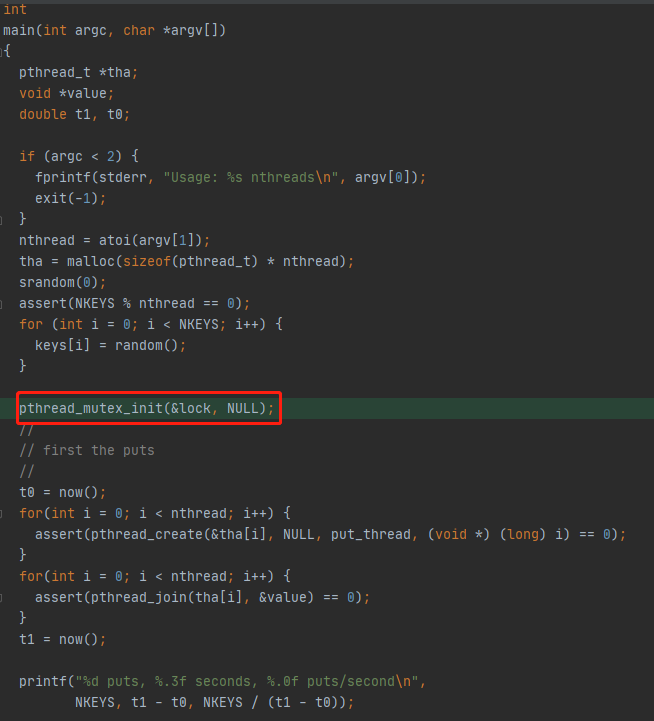 int
main(int argc, char *argv[])
{
  pthread_t *tha;
  void *value;
  double t1, t0;

  if (argc < 2) {
    fprintf(stderr, "Usage: %s nthreads\n", argv[0]);
    exit(-1);
  }
  nthread = atoi(argv[1]);
  tha = malloc(sizeof(pthread_t) * nthread);
  srandom(0);
  assert(NKEYS % nthread == 0);
  for (int i = 0; i < NKEYS; i++) {
    keys[i] = random();
  }

  pthread_mutex_init(&lock, NULL);
  //
  // first the puts
  //
  t0 = now();
  for(int i = 0; i < nthread; i++) {
    assert(pthread_create(&tha[i], NULL, put_thread, (void *) (long) i) == 0);
  }
  for(int i = 0; i < nthread; i++) {
    assert(pthread_join(tha[i], &value) == 0);
  }
  t1 = now();

  printf("%d puts, %.3f seconds, %.0f puts/second\n",
         NKEYS, t1 - t0, NKEYS / (t1 - t0));